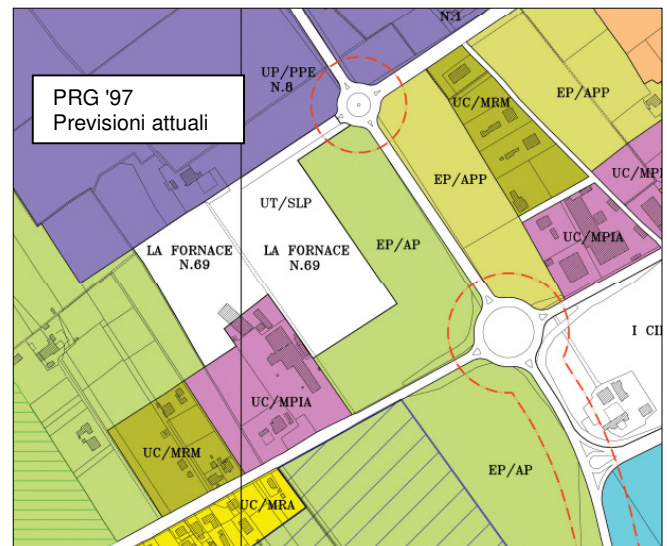 N.1
PRG '97
Previsioni attuali
UP/PPE
N.8
UC/MRM
EP/APP
EP/APP
UC/MPI
UT/SLP
LA FORNACE
N.69
LA FORNACE
N.69
EP/AP
UC/MPIA
I CI
UC/MPIA
UC/MRM
EP/AP
UC/MRA